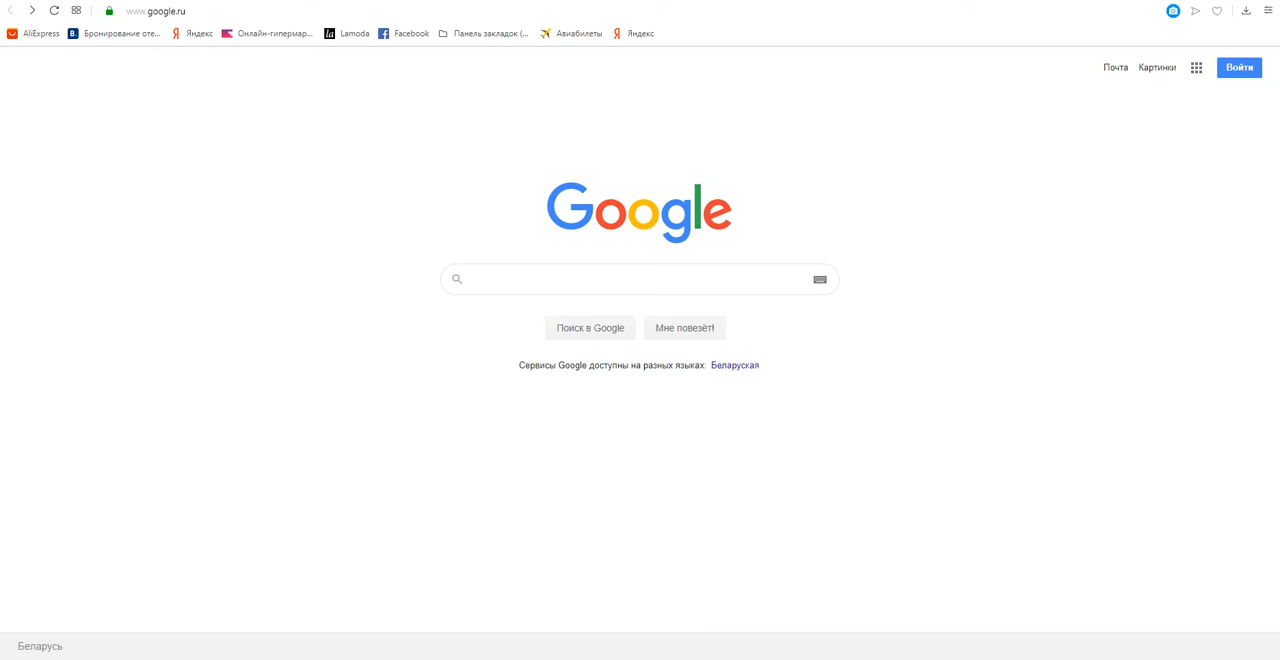 www.google.ru
AliExpress B. Бронирование оте... Я Яндекс Онлайн-гипермар... la Lamoda f Facebook Панель закладок (... Авиабилеты Я Яндекс
Почта Картинки Войти
Google
Поиск в Google Мне повезёт!
Сервисы Google доступны на разных языках: Беларуская
Беларусь